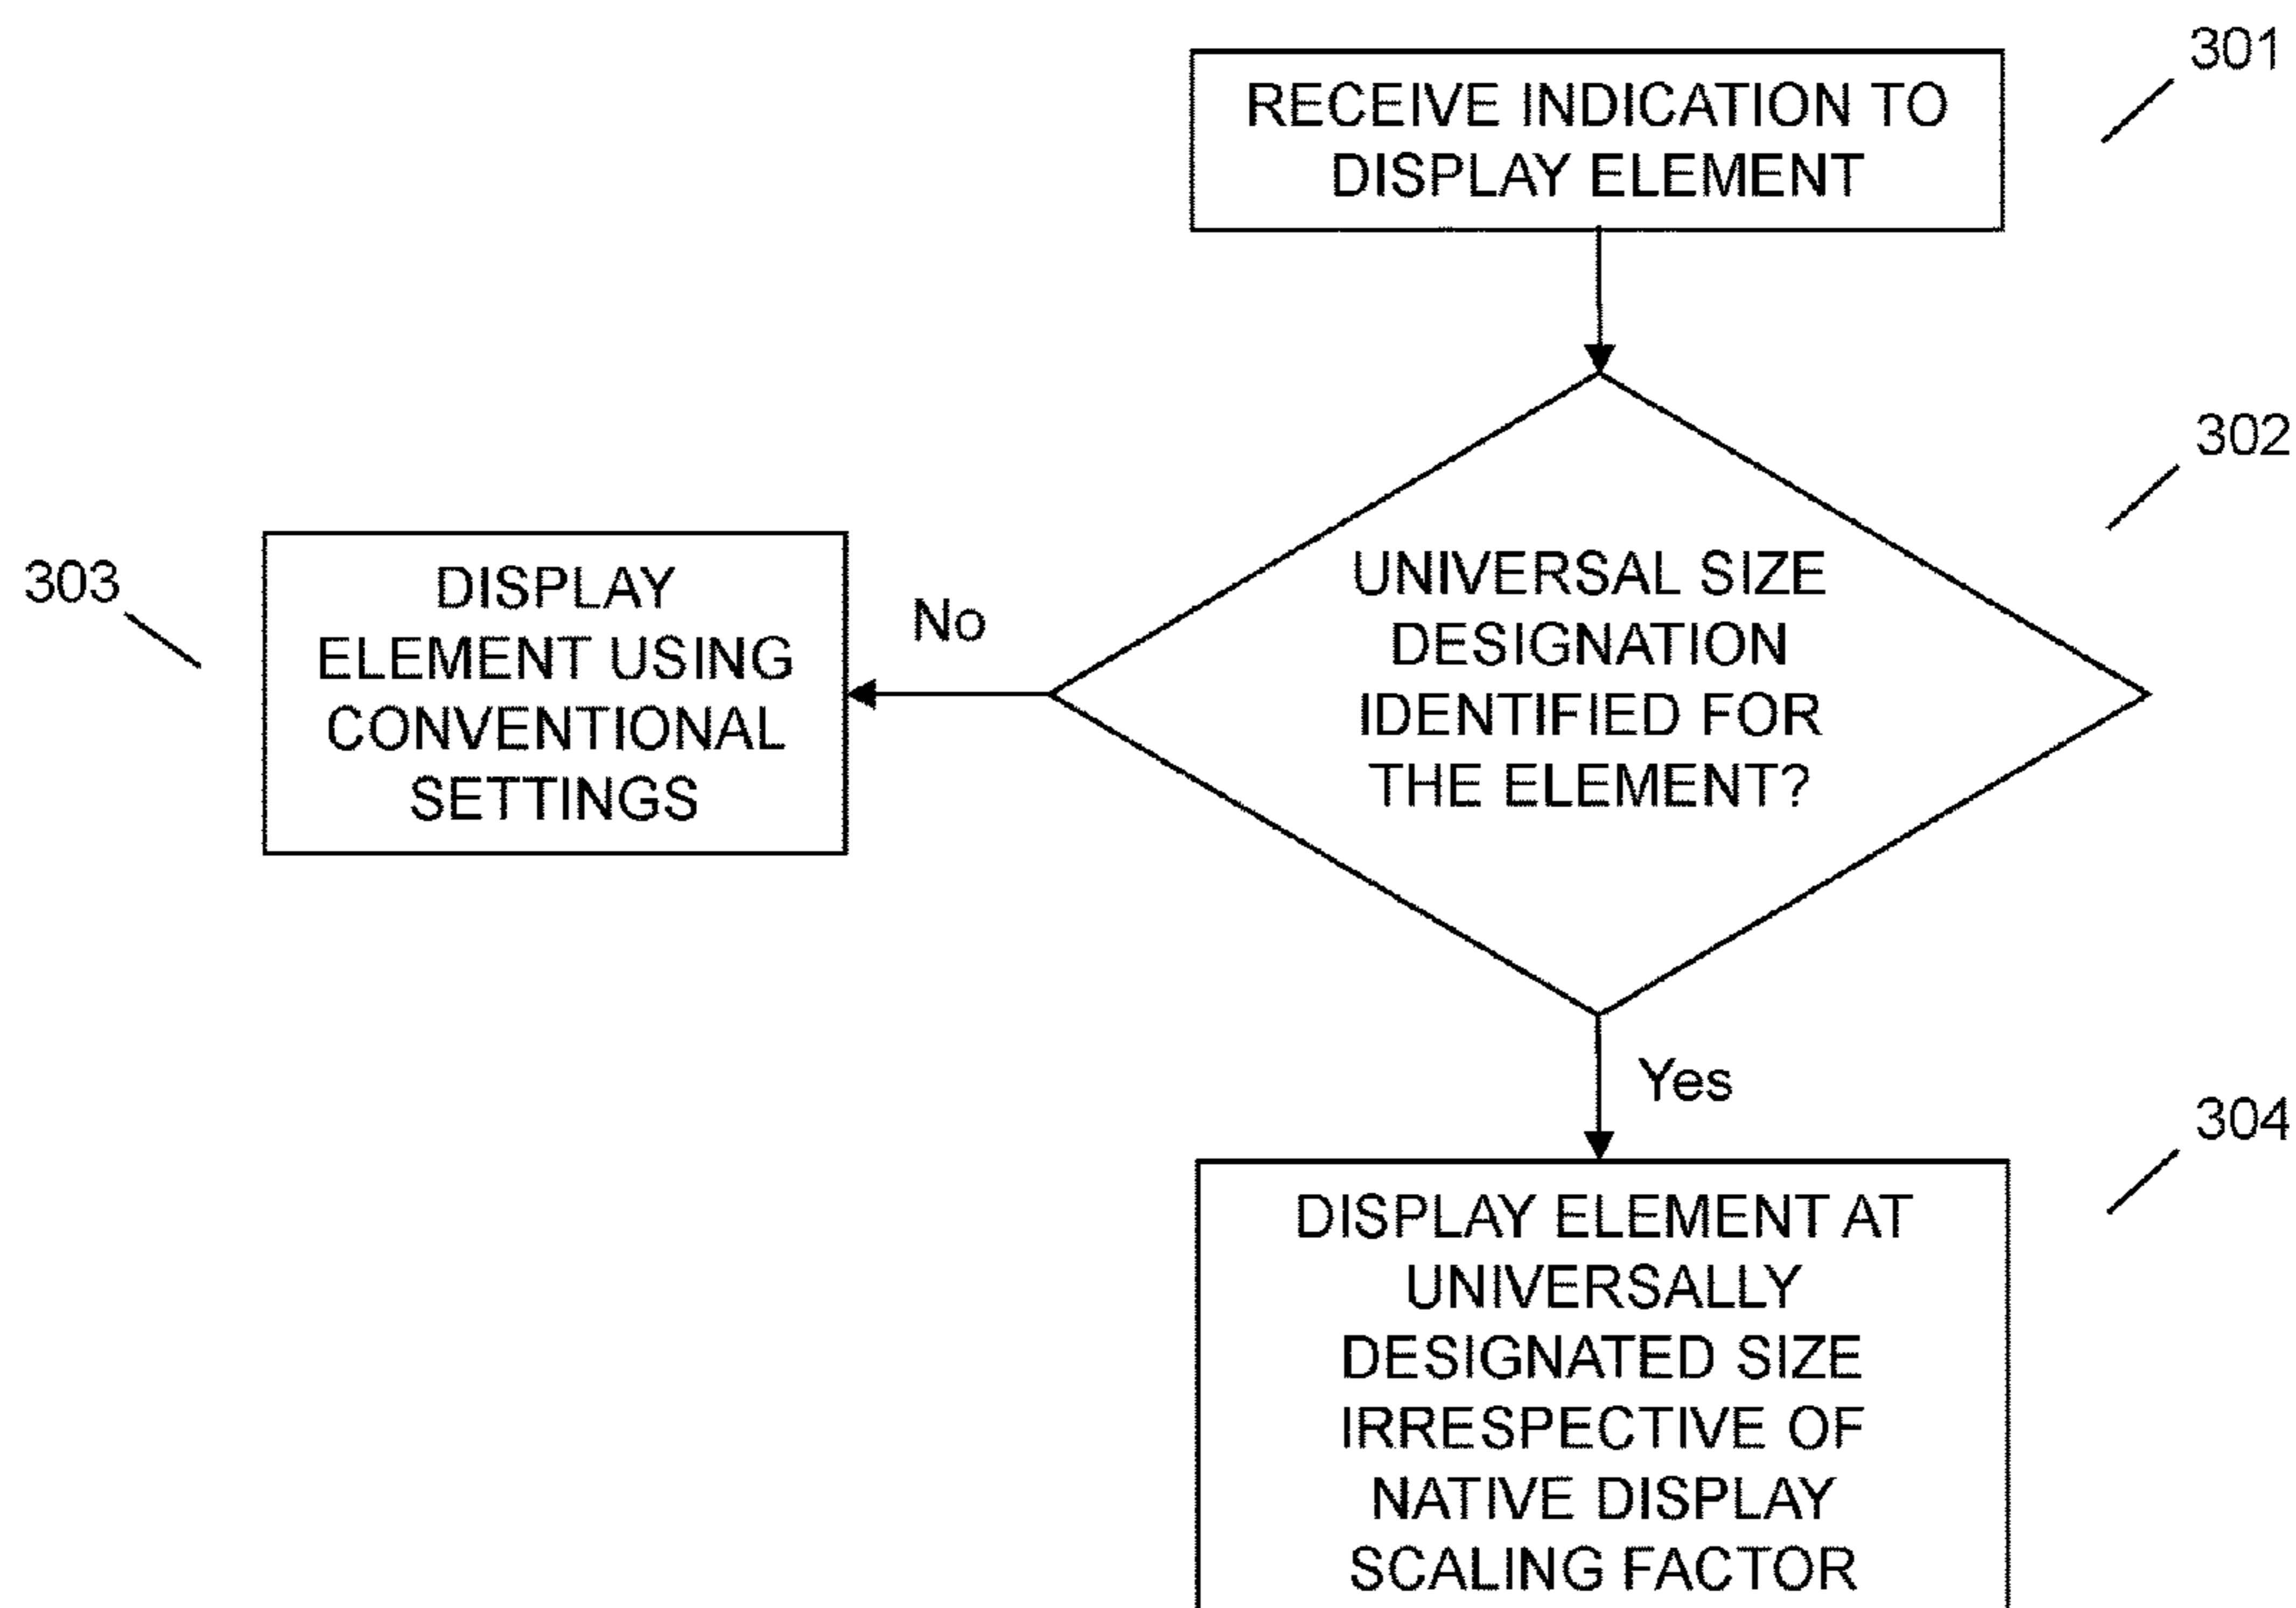 301
RECEIVE INDICATION TO
DISPLAY ELEMENT
302
UNIVERSAL SIZE
DESIGNATION
IDENTIFIED FOR
THE ELEMENT?
No
303
DISPLAY
ELEMENT USING
CONVENTIONAL
SETTINGS
Yes
304
DISPLAY ELEMENT AT
UNIVERSALLY
DESIGNATED SIZE
IRRESPECTIVE OF
NATIVE DISPLAY
SCALING FACTOR